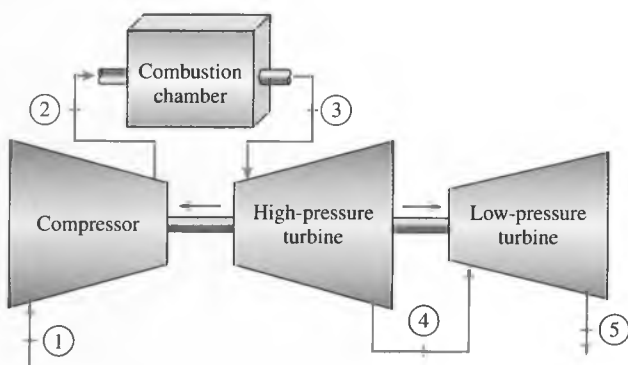 Combustion
chamber
2
3
Compressor
High-pressure
turbine
Low-pressure
turbine
4
1
5